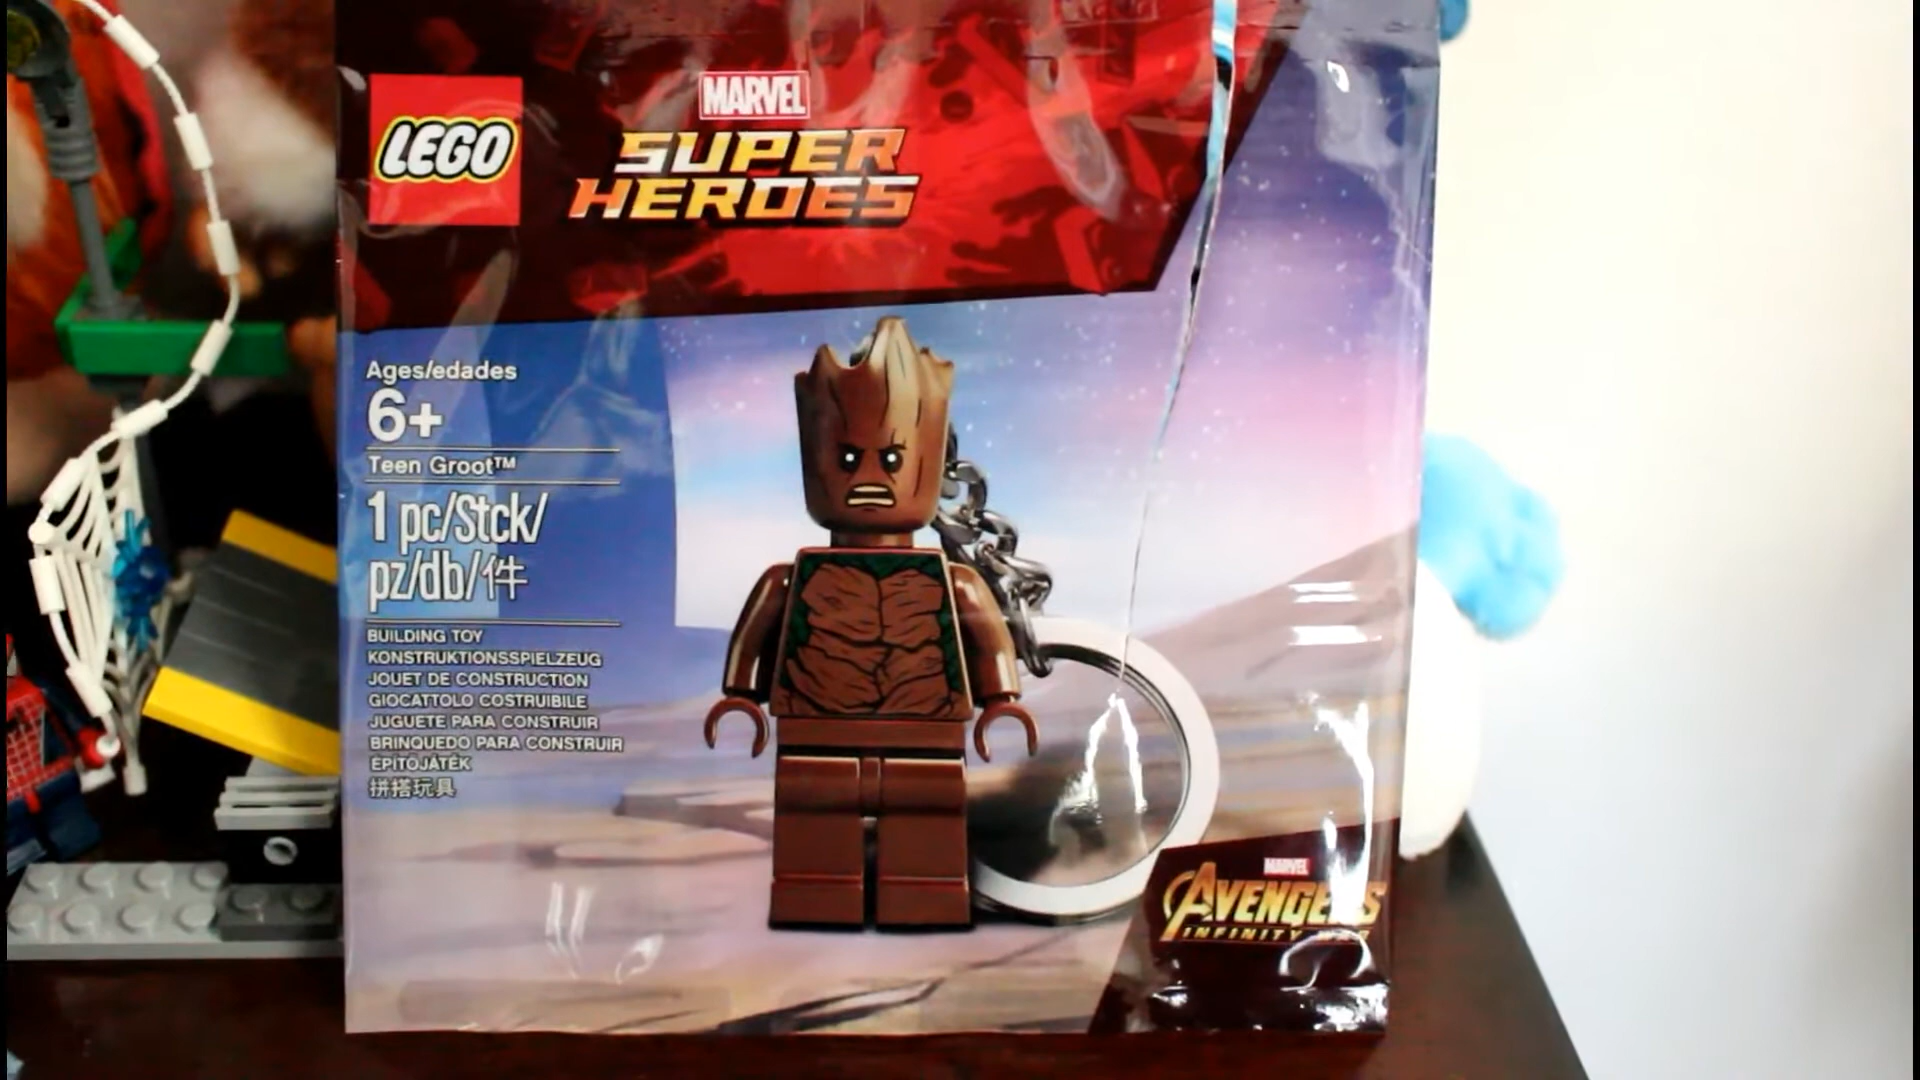 LEGO
MARVEL
SUPER
HEROES
Ages/edades
6+
Teen Groot™
1 pc/Stck/
pz/db/件
BUILDING TOY
KONSTRUKTIONSSPIELZEUG
JOUET DE CONSTRUCTION
GIOCATTOLO COSTRUIBILE
JUGUETE PARA CONSTRUIR
BRINQUEDO PARA CONSTRUIR
ÉPÍTŐJÁTÉK
拼搭玩具
MARVEL
AVENGERS
INFINITY WAR